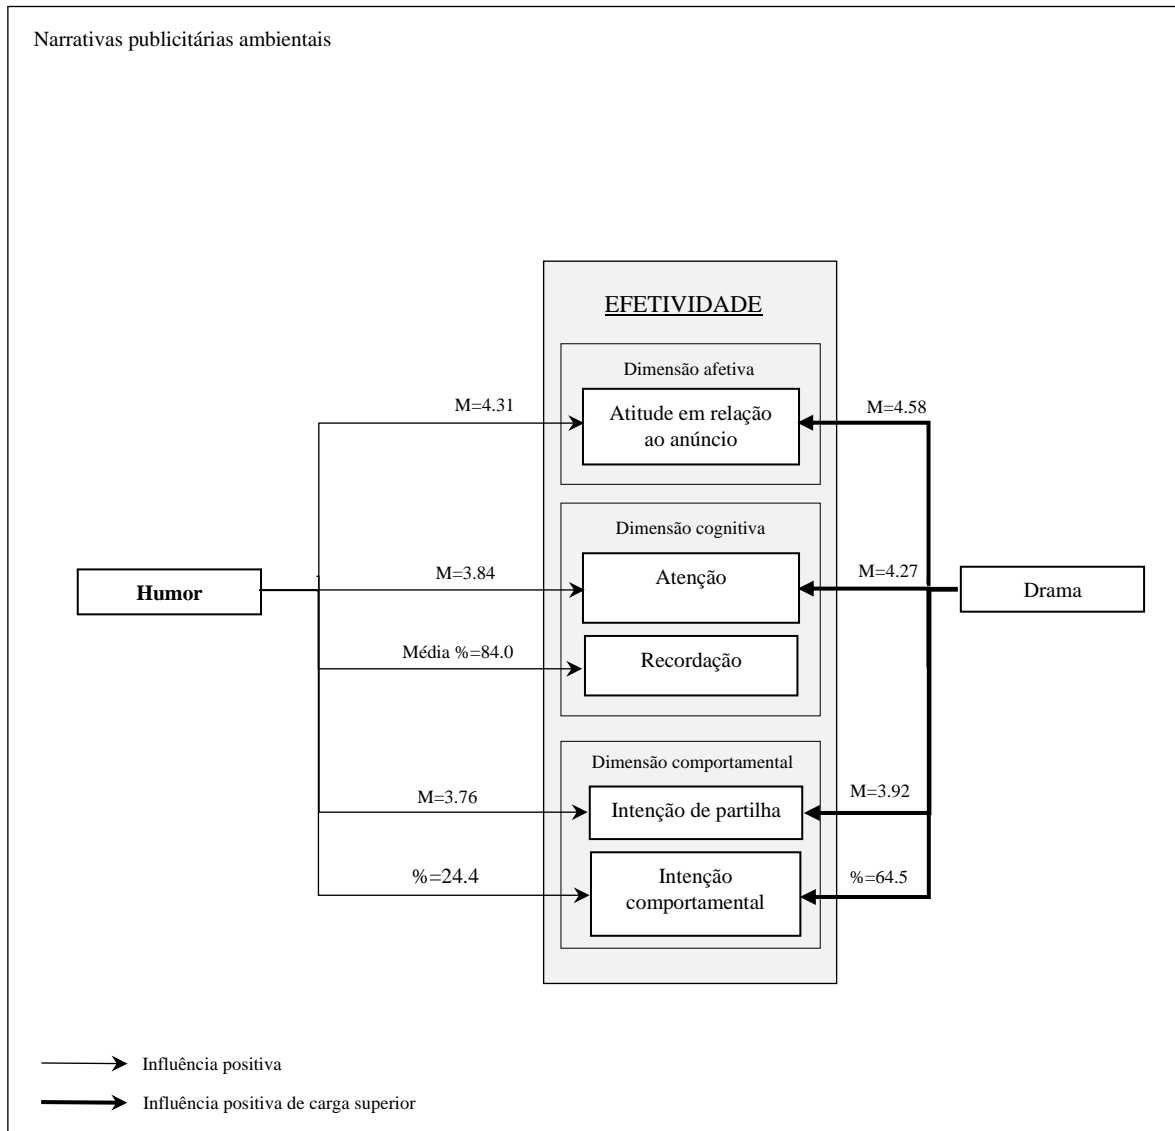 Narrativas publicitárias ambientais
EFETIVIDADE
Dimensão afetiva
M=4.31
Atitude em relação
ao anúncio
M=4.58
Dimensão cognitiva
M=3.84
Atenção
M=4.27
Humor
Drama
Média %=84.0
Recordação
Dimensão comportamental
M=3.76
Intenção de partilha
M=3.92
%=24.4
Intenção
comportamental
%=64.5
Influência positiva
Influência positiva de carga superior